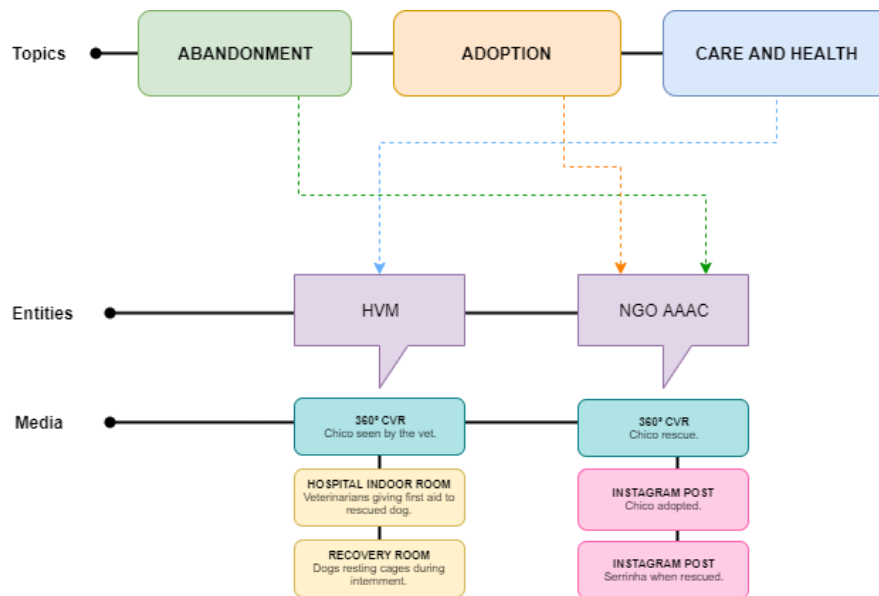 Topics
ABANDONMENT
ADOPTION
CARE AND HEALTH
Entities
HVM
NGO AAAC
Media
360º CVR
Chico seen by the vet.
360º CVR
Chico rescue.
HOSPITAL INDOOR ROOM
Veterinarians giving first aid to
rescued dog.
INSTAGRAM POST
Chico adopted.
RECOVERY ROOM
Dogs resting cages during
internment.
INSTAGRAM POST
Serrinha when rescued.